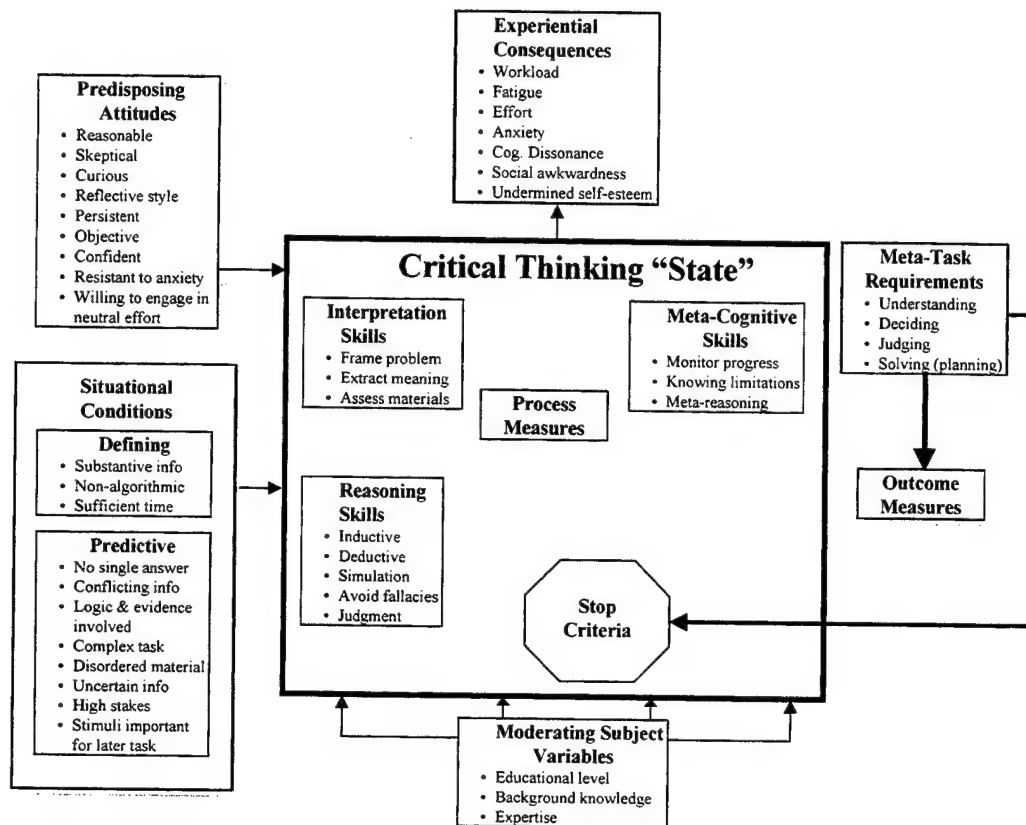 Experiential
Consequences
• Workload
• Fatigue
• Effort
• Anxiety
• Cog. Dissonance
• Social awkwardness
• Undermined self-esteem
Predisposing
Attitudes
• Reasonable
• Skeptical
• Curious
• Reflective style
• Persistent
• Objective
• Confident
• Resistant to anxiety
• Willing to engage in
neutral effort
Situational
Conditions
Defining
• Substantive info
• Non-algorithmic
• Sufficient time
Predictive
• No single answer
• Conflicting info
• Logic & evidence
involved
• Complex task
• Disordered material
• Uncertain info
• High stakes
• Stimuli important
for later task
Critical Thinking “State”
Interpretation
Skills
• Frame problem
• Extract meaning
• Assess materials
Meta-Cognitive
Skills
• Monitor progress
• Knowing limitations
• Meta-reasoning
Process
Measures
Reasoning
Skills
• Inductive
• Deductive
• Simulation
• Avoid fallacies
• Judgment
Stop
Criteria
Meta-Task
Requirements
• Understanding
• Deciding
• Judging
• Solving (planning)
Outcome
Measures
Moderating Subject
Variables
• Educational level
• Background knowledge
• Expertise